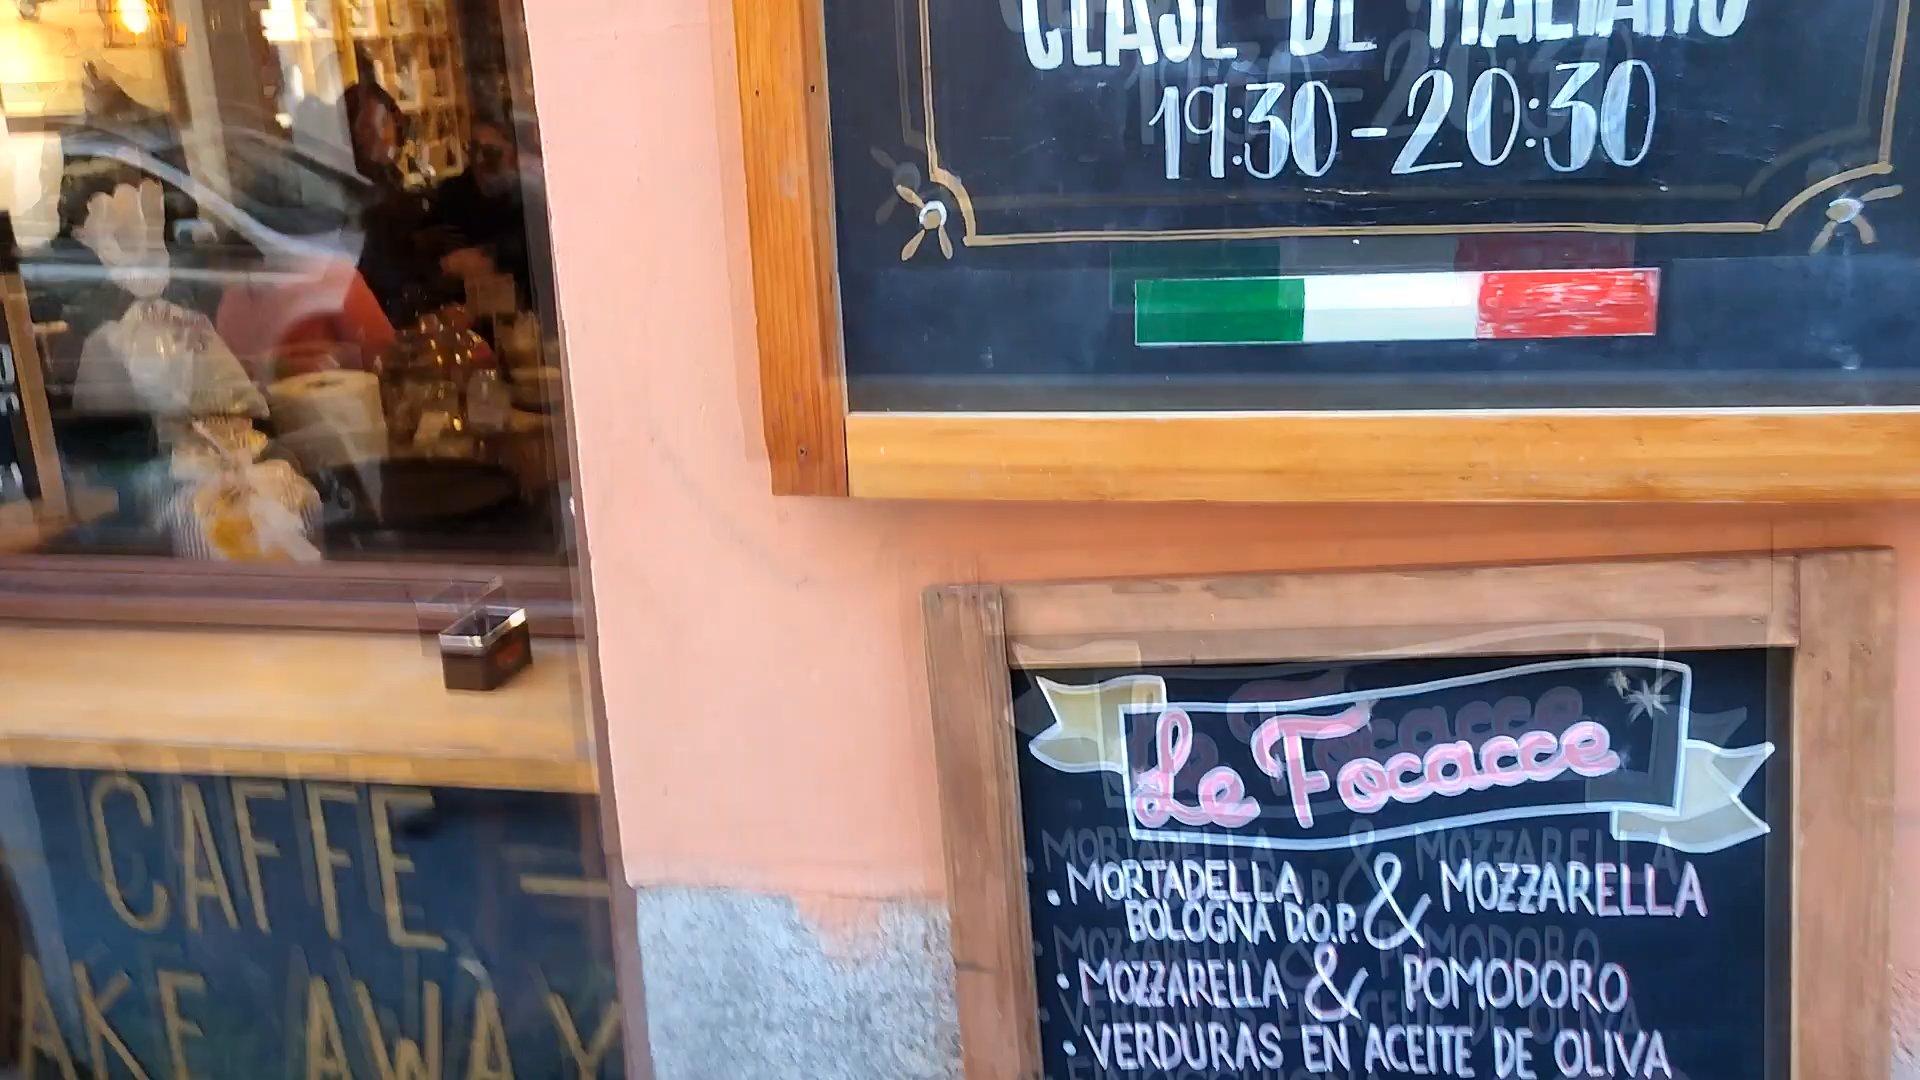 CLASE DE ITALIANO
19:30-20:30
Le Focacce
• MORTADELLA & MOZZARELLA
BOLOGNA D.O.P.
• MOZZARELLA & POMODORO
• VERDURAS EN ACEITE DE OLIVA
CAFFE
AKE AWAY